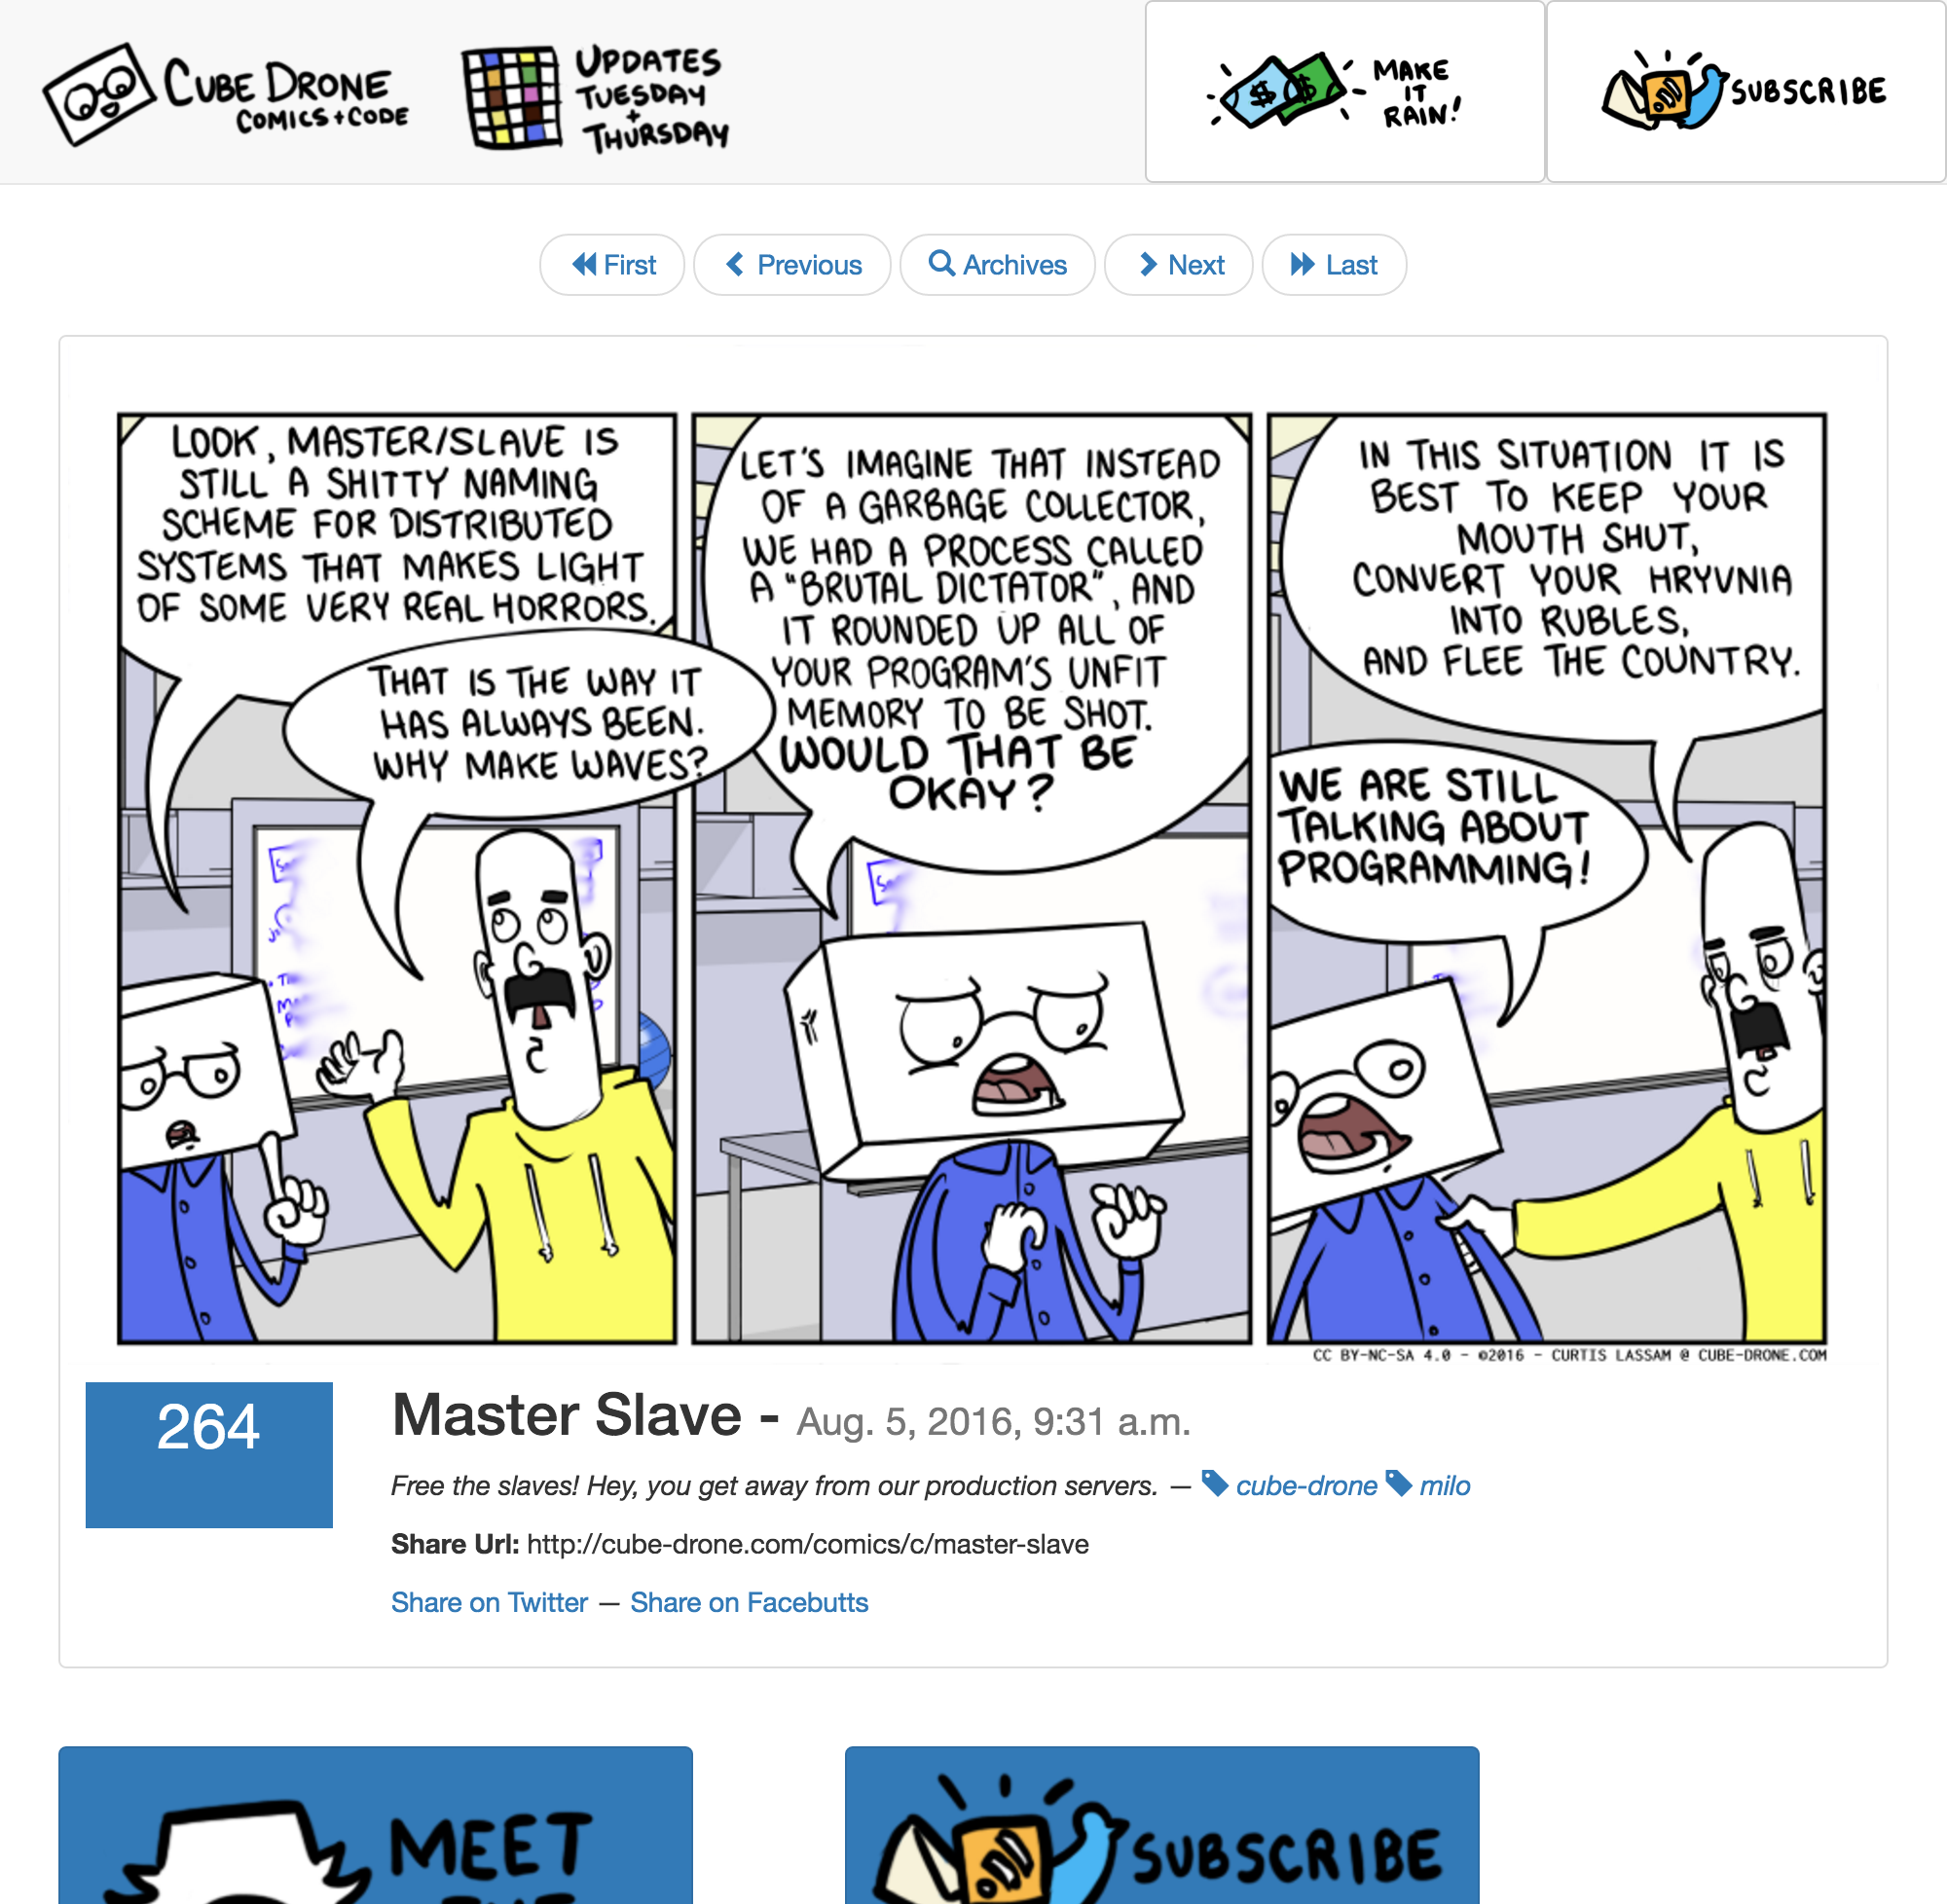 CUBE DRONE
COMICS + CODE
UPDATES
TUESDAY
+
THURSDAY
MAKE
IT
RAIN!
SUBSCRIBE
First
Previous
Archives
Next
Last
LOOK, MASTER/SLAVE IS
STILL A SHITTY NAMING
SCHEME FOR DISTRIBUTED
SYSTEMS THAT MAKES LIGHT
OF SOME VERY REAL HORRORS.
THAT IS THE WAY IT
HAS ALWAYS BEEN.
WHY MAKE WAVES?
LET'S IMAGINE THAT INSTEAD
OF A GARBAGE COLLECTOR,
WE HAD A PROCESS CALLED
A "BRUTAL DICTATOR", AND
IT ROUNDED UP ALL OF
YOUR PROGRAM'S UNFIT
MEMORY TO BE SHOT.
WOULD THAT BE
OKAY?
IN THIS SITUATION IT IS
BEST TO KEEP YOUR
MOUTH SHUT,
CONVERT YOUR HRYVNIA
INTO RUBLES,
AND FLEE THE COUNTRY.
WE ARE STILL
TALKING ABOUT
PROGRAMMING!
CC BY-NC-SA 4.0 - ©2016 - CURTIS LASSAM @ CUBE-DRONE.COM
264
Master Slave - Aug. 5, 2016, 9:31 a.m.
Free the slaves! Hey, you get away from our production servers. — cube-drone milo
Share Url: http://cube-drone.com/comics/c/master-slave
Share on Twitter — Share on Facebutts
MEET
SUBSCRIBE